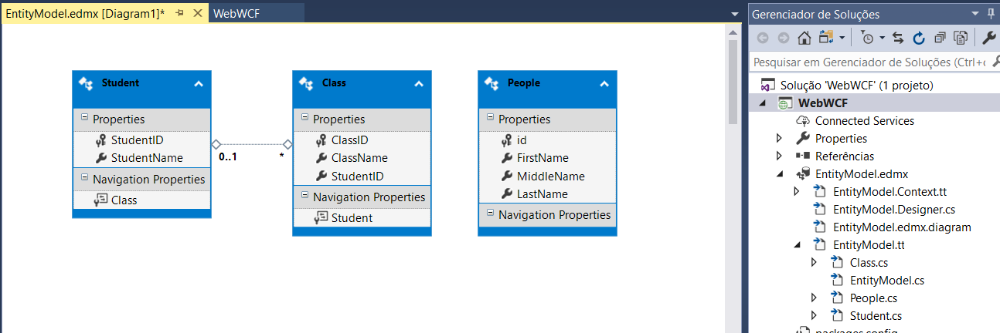 EntityModel.edmx [Diagram1]*
WebWCF
Student
Properties
StudentID
StudentName
Navigation Properties
Class
0..1
*
Class
Properties
ClassID
ClassName
StudentID
Navigation Properties
Student
People
Properties
id
FirstName
MiddleName
LastName
Navigation Properties
Gerenciador de Soluções
Pesquisar em Gerenciador de Soluções (Ctrl+ç
Solução 'WebWCF' (1 projeto)
WebWCF
Connected Services
Properties
Referências
EntityModel.edmx
EntityModel.Context.tt
EntityModel.Designer.cs
EntityModel.edmx.diagram
EntityModel.tt
Class.cs
EntityModel.cs
People.cs
Student.cs
packages.config